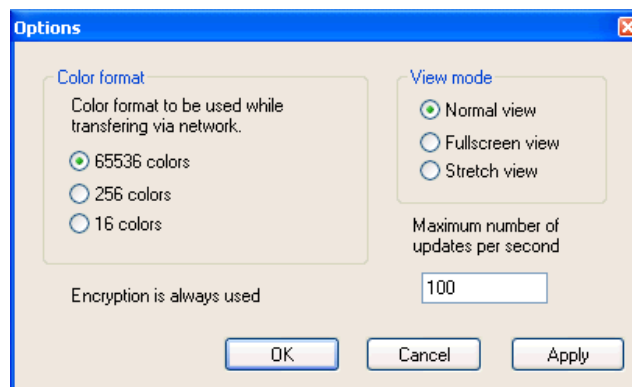 Options
Color format
Color format to be used while
transfering via network.
65536 colors
256 colors
16 colors
Encryption is always used
View mode
Normal view
Fullscreen view
Stretch view
Maximum number of
updates per second
100
OK
Cancel
Apply